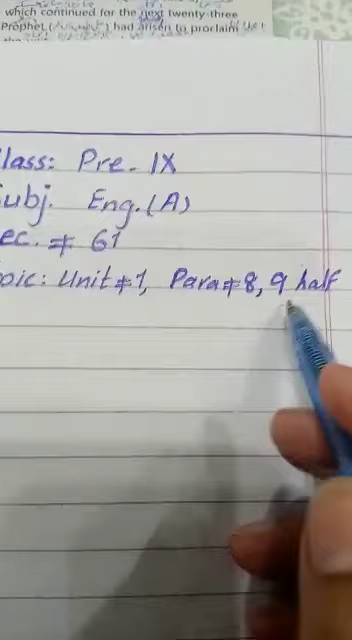 which continued for the next twenty-three
Prophet had arisen to proclaim
lass: Pre. IX
ubj. Eng. (A)
ec. # 61
pic: Unit #1, Para # 8, 9 half